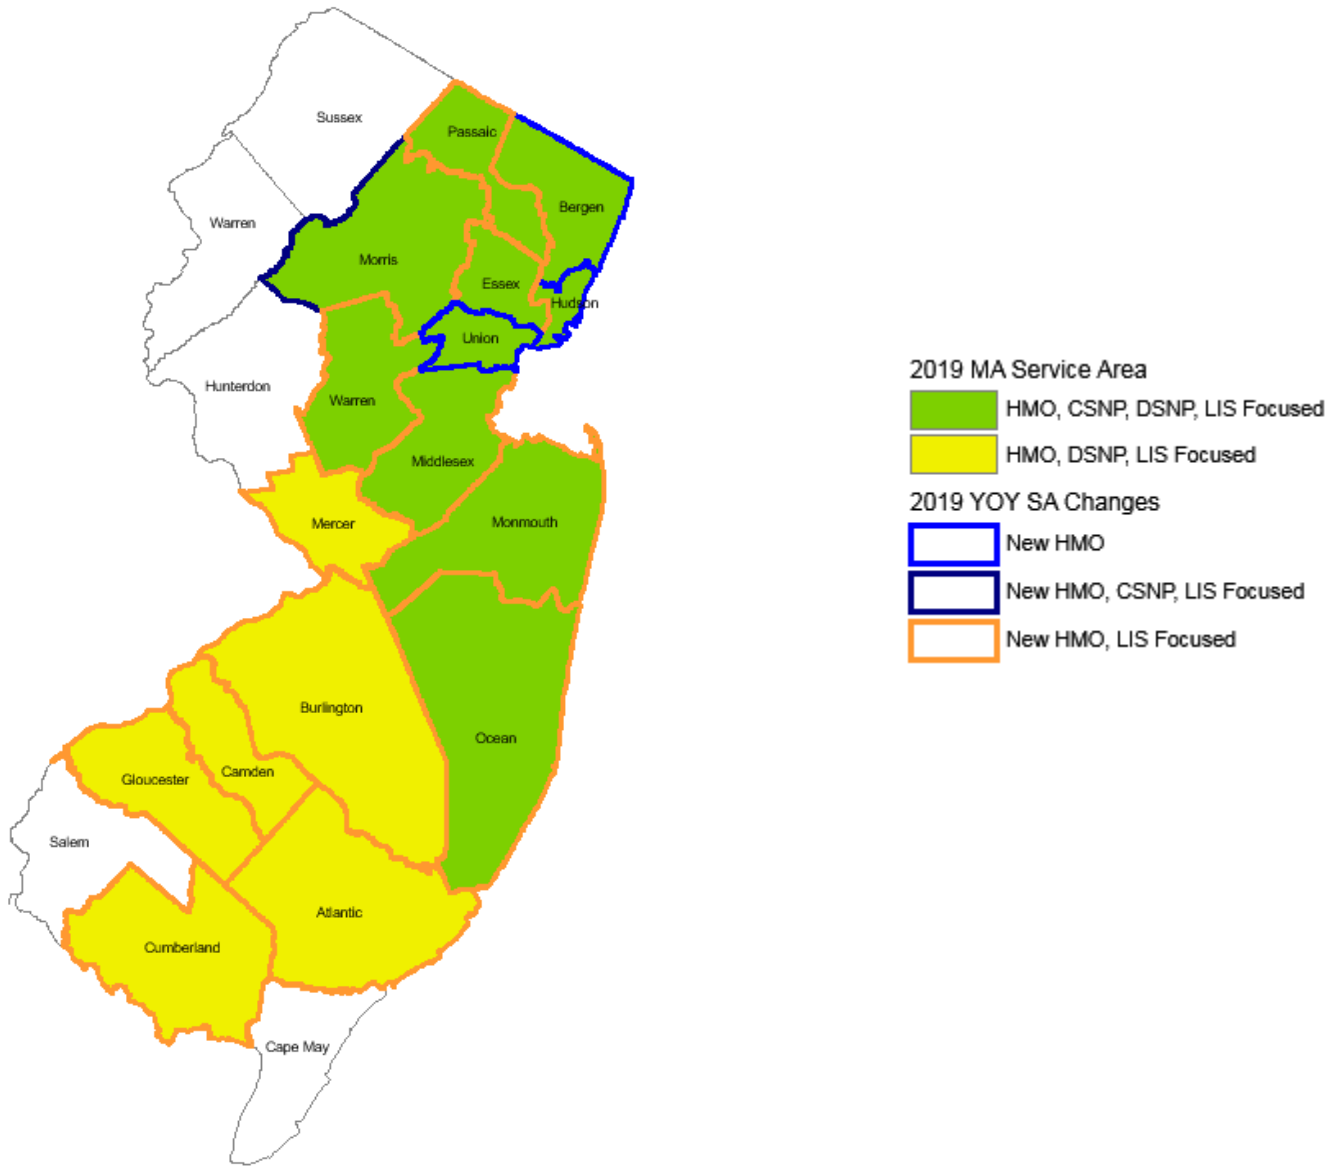 Sussex
Passaic
Bergen
Warren
Morris
Essex
Hudson
Union
Hunterdon
Warren
Middlesex
Mercer
Monmouth
Burlington
Ocean
Camden
Gloucester
Salem
Atlantic
Cumberland
Cape May
2019 MA Service Area
HMO, CSNP, DSNP, LIS Focused
HMO, DSNP, LIS Focused
2019 YOY SA Changes
New HMO
New HMO, CSNP, LIS Focused
New HMO, LIS Focused